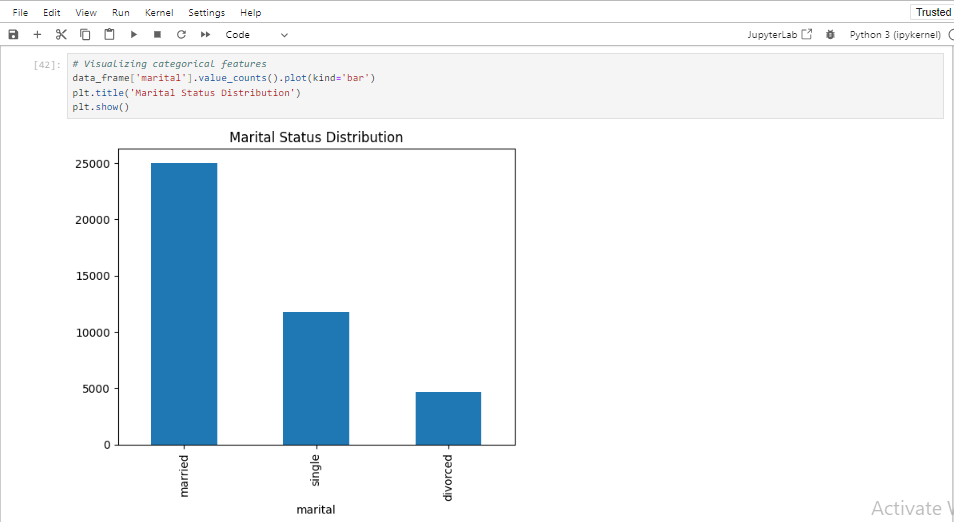 File Edit View Run Kernel Settings Help Trusted
Code JupyterLab Python 3 (ipykernel)
[42]: # Visualizing categorical features
data_frame['marital'].value_counts().plot(kind='bar')
plt.title('Marital Status Distribution')
plt.show()
Marital Status Distribution
25000
20000
15000
10000
5000
0
married single divorced
marital
Activate